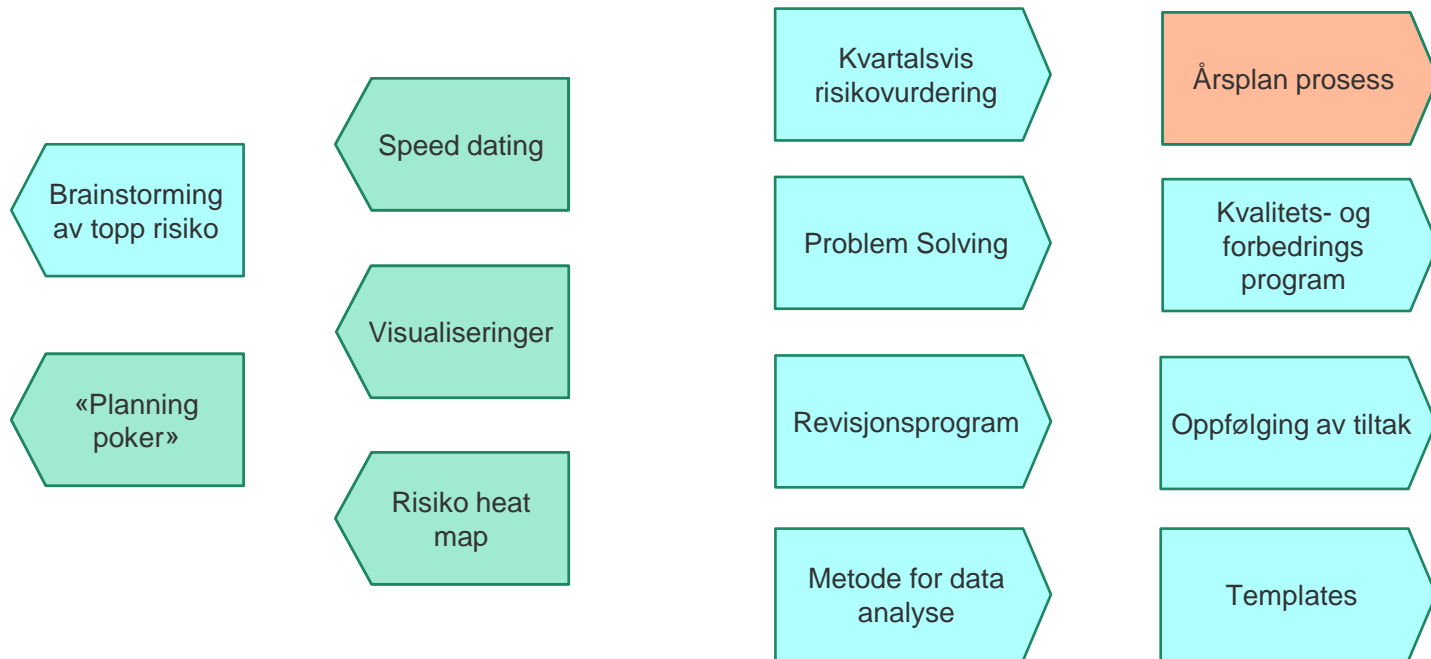 Brainstorming
av topp risiko
«Planning
poker»
Speed dating
Visualiseringer
Risiko heat
map
Kvartalsvis
risikovurdering
Problem Solving
Revisjonsprogram
Metode for data
analyse
Årsplan prosess
Kvalitets- og
forbedrings
program
Oppfølging av tiltak
Templates